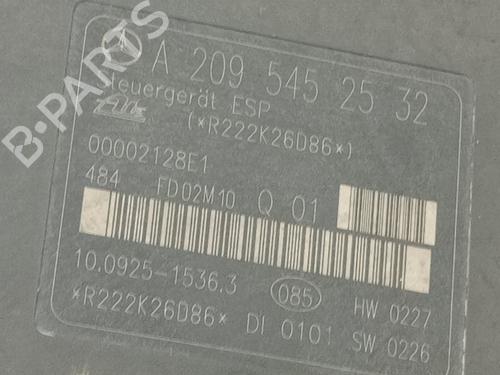 A 209 545 25 32
Steuergerät ESP
(*R222K26D86*)
00002128E1
484 FD02M10 Q 01
10.0925-1536.3
085
HW 0227
*R222K26D86* DI 0101 SW 0226
B-PARTS